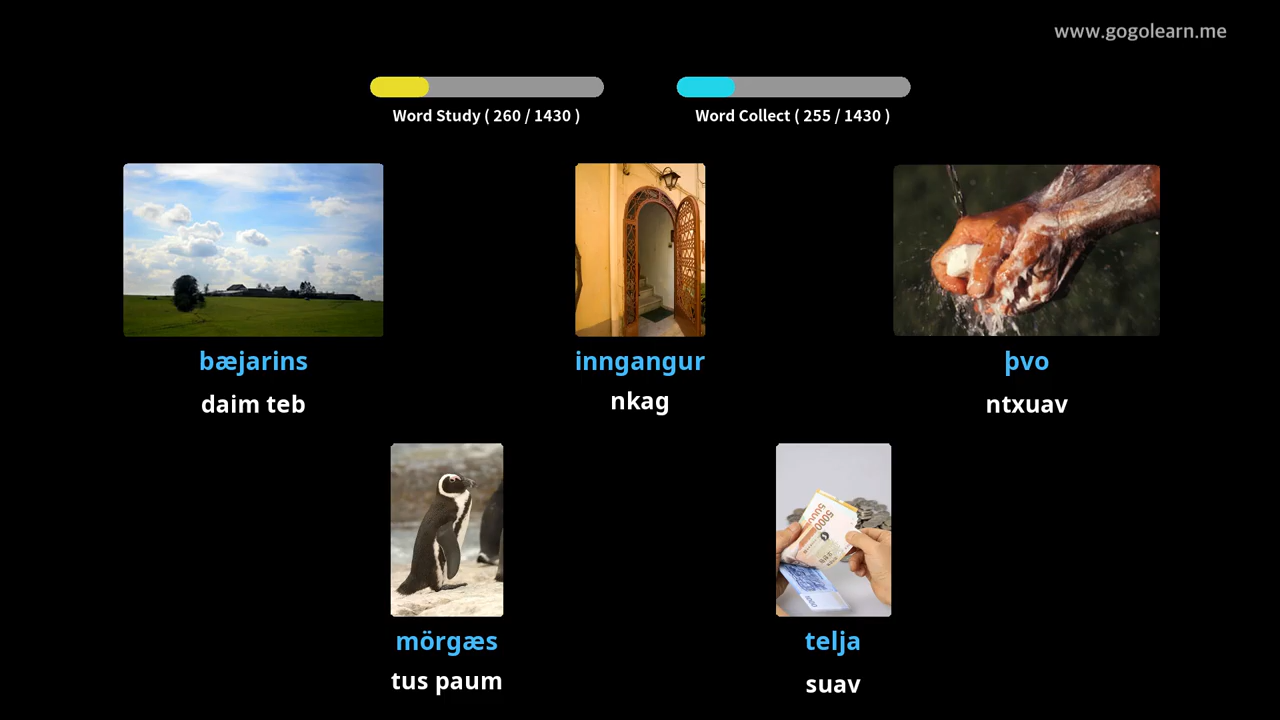 www.gogolearn.me
Word Study ( 260 / 1430 )
Word Collect ( 255 / 1430 )
bæjarins
inngangur
þvo
daim teb
nkag
ntxuav
5000
mörgæs
telja
tus paum
suav